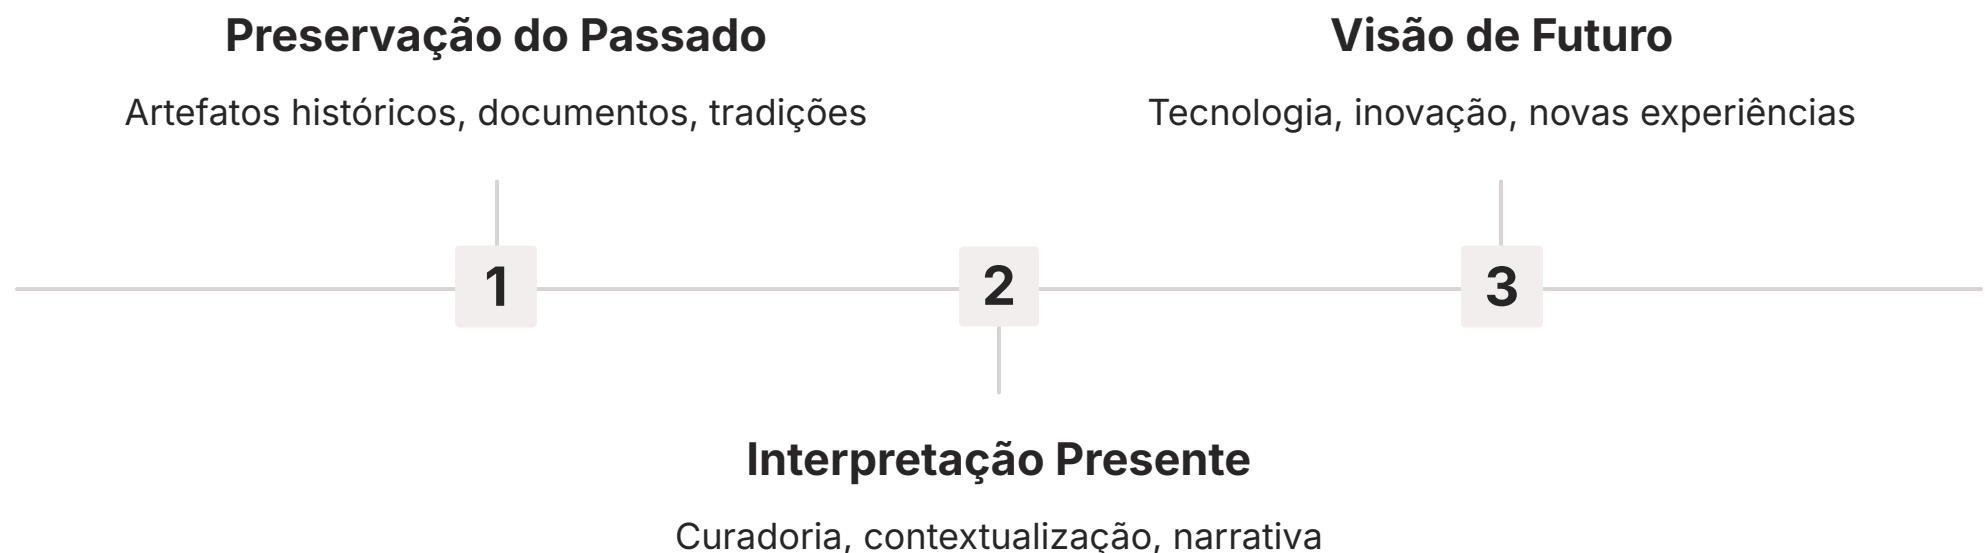 Preservação do Passado
Artefatos históricos, documentos, tradições
Visão de Futuro
Tecnologia, inovação, novas experiências
1
2
3
Interpretação Presente
Curadoria, contextualização, narrativa